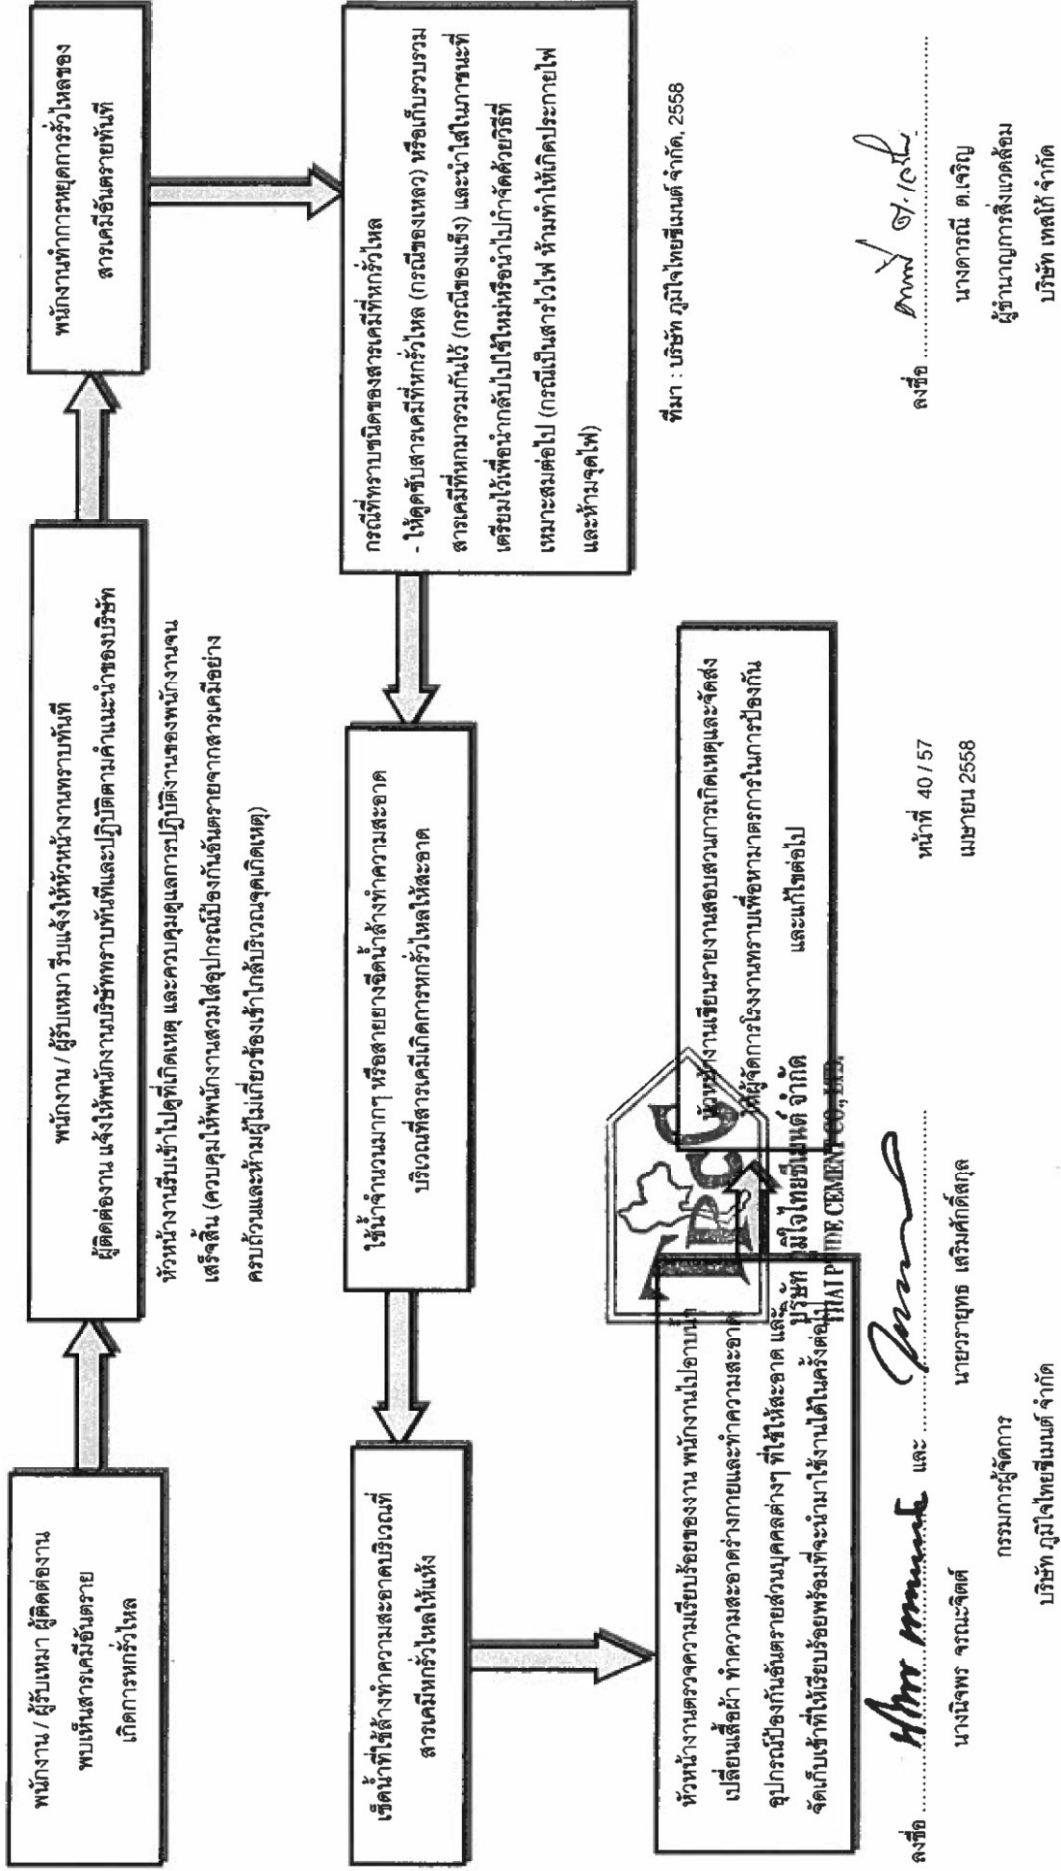 พนักงาน / ผู้รับเหมา ผู้ติดต่องาน
พบเห็นสารเคมีอันตราย
เกิดการหกรั่วไหล
พนักงาน / ผู้รับเหมา รีบแจ้งให้หัวหน้างานทราบทันที
ผู้ติดต่องาน แจ้งให้พนักงานบริษัททราบทันทีและปฏิบัติตามคำแนะนำของบริษัท
หัวหน้างานรีบเข้าไปดูที่เกิดเหตุ และควบคุมดูแลการปฏิบัติงานของพนักงานจน
เสร็จสิ้น (ควบคุมให้พนักงานสวมใส่อุปกรณ์ป้องกันอันตรายจากสารเคมีอย่าง
ครบถ้วนและห้ามผู้ไม่เกี่ยวข้องเข้าใกล้บริเวณจุดเกิดเหตุ)
พนักงานทำการหยุดการรั่วไหลของ
สารเคมีอันตรายทันที
กรณีที่ทราบชนิดของสารเคมีที่หกรั่วไหล
- ให้ดูดซับสารเคมีที่หกรั่วไหล (กรณีของเหลว) หรือเก็บรวบรวม
สารเคมีที่หกมารวมกันไว้ (กรณีของแข็ง) และนำใส่ในภาชนะที่
เตรียมไว้เพื่อนำกลับไปใช้ใหม่หรือนำไปกำจัดด้วยวิธีที่
เหมาะสมต่อไป (กรณีเป็นสารไวไฟ ห้ามทำให้เกิดประกายไฟ
และห้ามจุดไฟ)
ใช้น้ำจำนวนมากๆ หรือสายยางฉีดน้ำล้างทำความสะอาด
บริเวณที่สารเคมีเกิดการหกรั่วไหลให้สะอาด
เช็ดน้ำที่ใช้ล้างทำความสะอาดบริเวณที่
สารเคมีหกรั่วไหลให้แห้ง
หัวหน้างานตรวจความเรียบร้อยของงาน พนักงานไปอาบน้ำ
เปลี่ยนเสื้อผ้า ทำความสะอาดร่างกายและทำความสะอาด
อุปกรณ์ป้องกันอันตรายส่วนบุคคลต่างๆ ที่ใช้ให้สะอาด และ
จัดเก็บเข้าที่ให้เรียบร้อยพร้อมที่จะนำมาใช้งานได้ในครั้งต่อไป
หัวหน้างานเขียนรายงานสอบสวนการเกิดเหตุและจัดส่ง
ให้ผู้จัดการโรงงานทราบเพื่อหามาตรการในการป้องกัน
และแก้ไขต่อไป
TPCC
บริษัท ภูมิใจไทยซีเมนต์ จำกัด
THAI PRIDE CEMENT CO., LTD.
ที่มา : บริษัท ภูมิใจไทยซีเมนต์ จำกัด, 2558
ลงชื่อ ........................ และ ........................
นางนิจพร จรณะจิตต์ นายวรายุทธ เสริมศักดิ์สกุล
กรรมการผู้จัดการ
บริษัท ภูมิใจไทยซีเมนต์ จำกัด
หน้าที่ 40 / 57
เมษายน 2558
ลงชื่อ ........................
นางดารณี ต.เจริญ
ผู้ชำนาญการสิ่งแวดล้อม
บริษัท เทสโก้ จำกัด